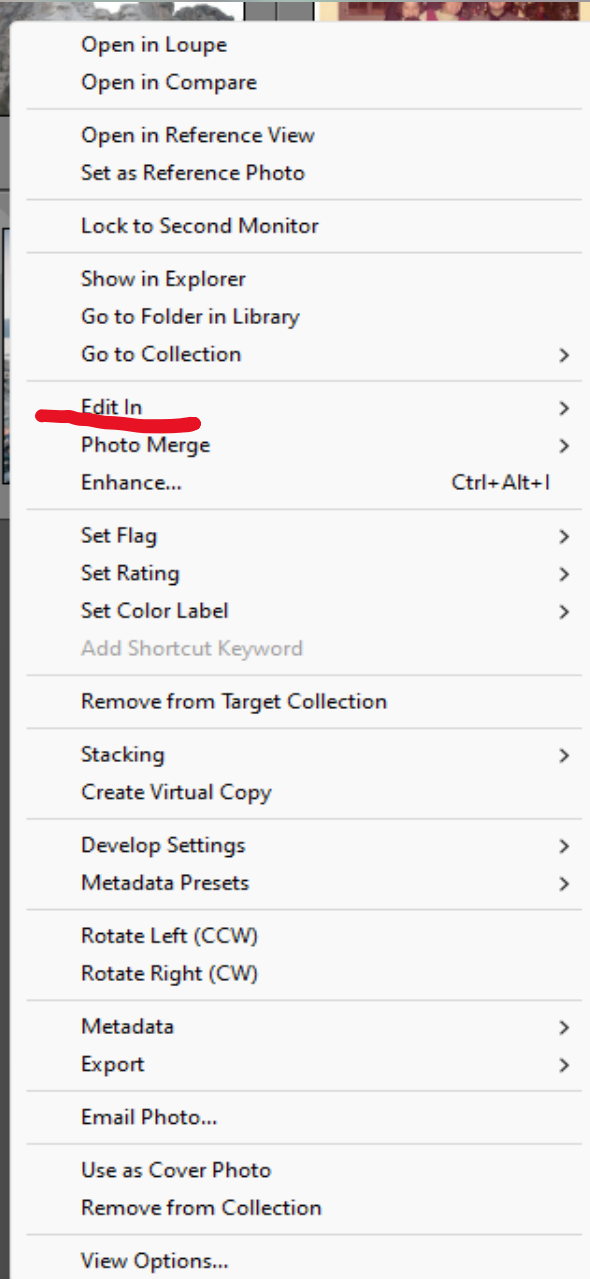 Open in Loupe
Open in Compare
Open in Reference View
Set as Reference Photo
Lock to Second Monitor
Show in Explorer
Go to Folder in Library
Go to Collection
Edit In
Photo Merge
Enhance... Ctrl+Alt+I
Set Flag
Set Rating
Set Color Label
Add Shortcut Keyword
Remove from Target Collection
Stacking
Create Virtual Copy
Develop Settings
Metadata Presets
Rotate Left (CCW)
Rotate Right (CW)
Metadata
Export
Email Photo...
Use as Cover Photo
Remove from Collection
View Options...